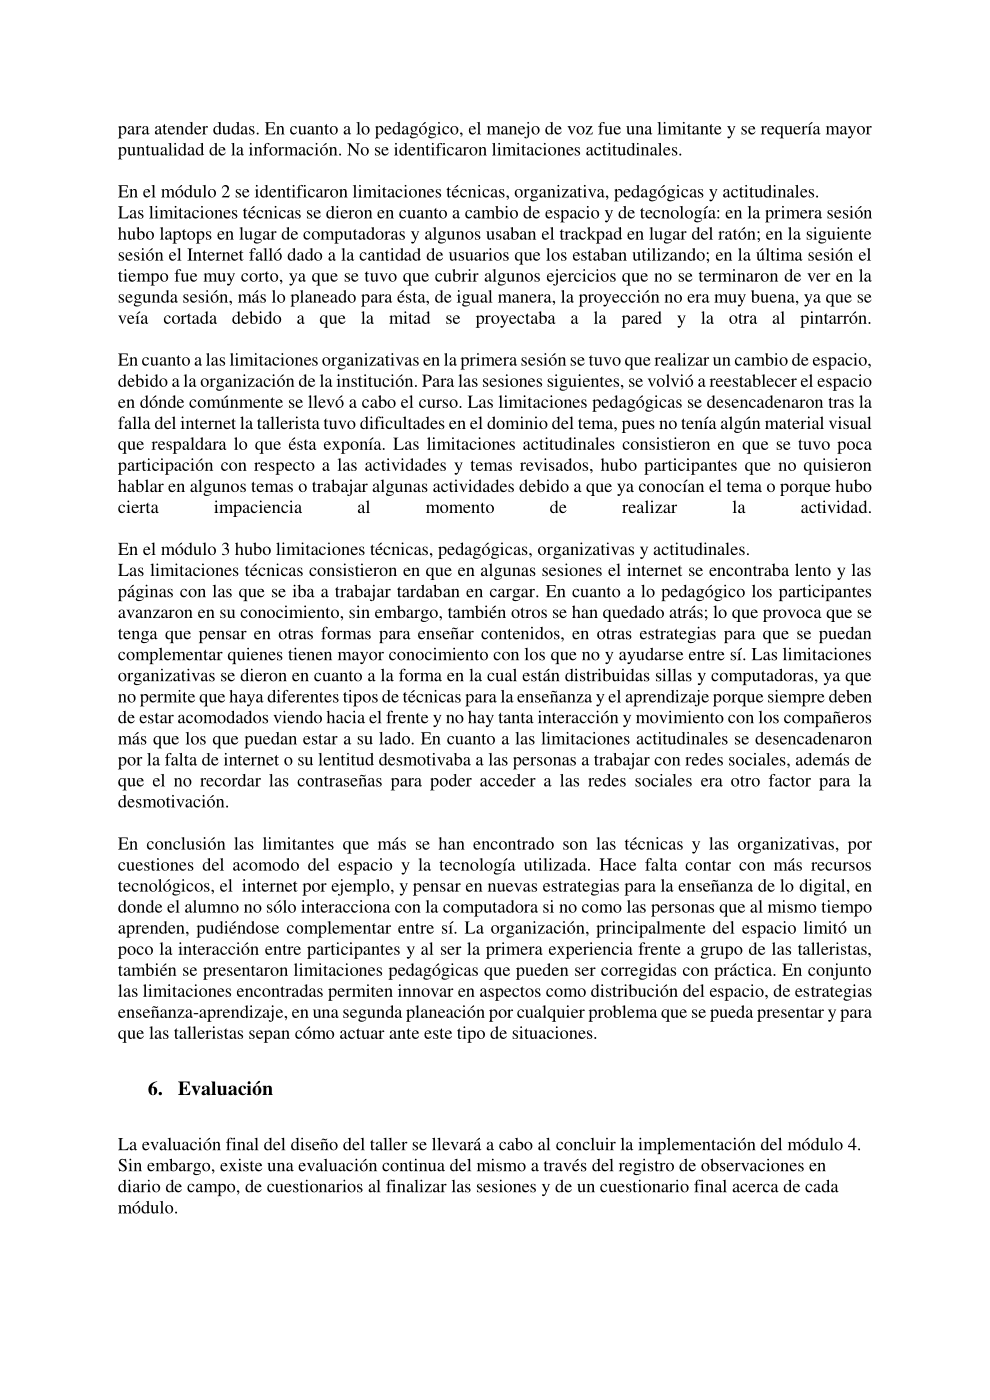 para atender dudas. En cuanto a lo pedagógico, el manejo de voz fue una limitante y se requería mayor
puntualidad de la información. No se identificaron limitaciones actitudinales.
En el módulo 2 se identificaron limitaciones técnicas, organizativa, pedagógicas y actitudinales.
Las limitaciones técnicas se dieron en cuanto a cambio de espacio y de tecnología: en la primera sesión
hubo laptops en lugar de computadoras y algunos usaban el trackpad en lugar del ratón; en la siguiente
sesión el Internet falló dado a la cantidad de usuarios que los estaban utilizando; en la última sesión el
tiempo fue muy corto, ya que se tuvo que cubrir algunos ejercicios que no se terminaron de ver en la
segunda sesión, más lo planeado para ésta, de igual manera, la proyección no era muy buena, ya que se
veía cortada debido a que la mitad se proyectaba a la pared y la otra al pintarrón.
En cuanto a las limitaciones organizativas en la primera sesión se tuvo que realizar un cambio de espacio,
debido a la organización de la institución. Para las sesiones siguientes, se volvió a reestablecer el espacio
en dónde comúnmente se llevó a cabo el curso. Las limitaciones pedagógicas se desencadenaron tras la
falla del internet la tallerista tuvo dificultades en el dominio del tema, pues no tenía algún material visual
que respaldara lo que ésta exponía. Las limitaciones actitudinales consistieron en que se tuvo poca
participación con respecto a las actividades y temas revisados, hubo participantes que no quisieron
hablar en algunos temas o trabajar algunas actividades debido a que ya conocían el tema o porque hubo
cierta impaciencia al momento de realizar la actividad.
En el módulo 3 hubo limitaciones técnicas, pedagógicas, organizativas y actitudinales.
Las limitaciones técnicas consistieron en que en algunas sesiones el internet se encontraba lento y las
páginas con las que se iba a trabajar tardaban en cargar. En cuanto a lo pedagógico los participantes
avanzaron en su conocimiento, sin embargo, también otros se han quedado atrás; lo que provoca que se
tenga que pensar en otras formas para enseñar contenidos, en otras estrategias para que se puedan
complementar quienes tienen mayor conocimiento con los que no y ayudarse entre sí. Las limitaciones
organizativas se dieron en cuanto a la forma en la cual están distribuidas sillas y computadoras, ya que
no permite que haya diferentes tipos de técnicas para la enseñanza y el aprendizaje porque siempre deben
de estar acomodados viendo hacia el frente y no hay tanta interacción y movimiento con los compañeros
más que los que puedan estar a su lado. En cuanto a las limitaciones actitudinales se desencadenaron
por la falta de internet o su lentitud desmotivaba a las personas a trabajar con redes sociales, además de
que el no recordar las contraseñas para poder acceder a las redes sociales era otro factor para la
desmotivación.
En conclusión las limitantes que más se han encontrado son las técnicas y las organizativas, por
cuestiones del acomodo del espacio y la tecnología utilizada. Hace falta contar con más recursos
tecnológicos, el internet por ejemplo, y pensar en nuevas estrategias para la enseñanza de lo digital, en
donde el alumno no sólo interacciona con la computadora si no como las personas que al mismo tiempo
aprenden, pudiéndose complementar entre sí. La organización, principalmente del espacio limitó un
poco la interacción entre participantes y al ser la primera experiencia frente a grupo de las talleristas,
también se presentaron limitaciones pedagógicas que pueden ser corregidas con práctica. En conjunto
las limitaciones encontradas permiten innovar en aspectos como distribución del espacio, de estrategias
enseñanza-aprendizaje, en una segunda planeación por cualquier problema que se pueda presentar y para
que las talleristas sepan cómo actuar ante este tipo de situaciones.
6. Evaluación
La evaluación final del diseño del taller se llevará a cabo al concluir la implementación del módulo 4.
Sin embargo, existe una evaluación continua del mismo a través del registro de observaciones en
diario de campo, de cuestionarios al finalizar las sesiones y de un cuestionario final acerca de cada
módulo.